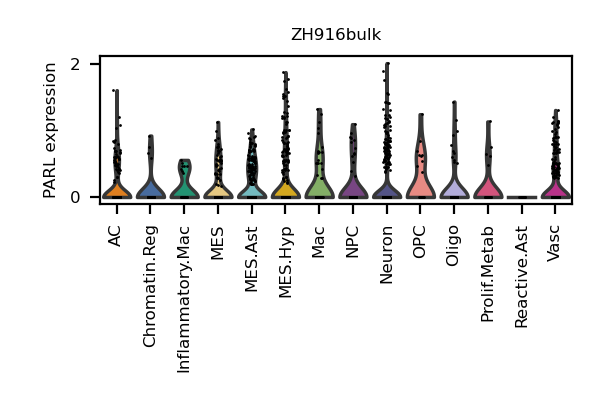 ZH916bulk
PARL expression
2
0
AC
Chromatin.Reg
Inflammatory.Mac
MES
MES.Ast
MES.Hyp
Mac
NPC
Neuron
OPC
Oligo
Prolif.Metab
Reactive.Ast
Vasc